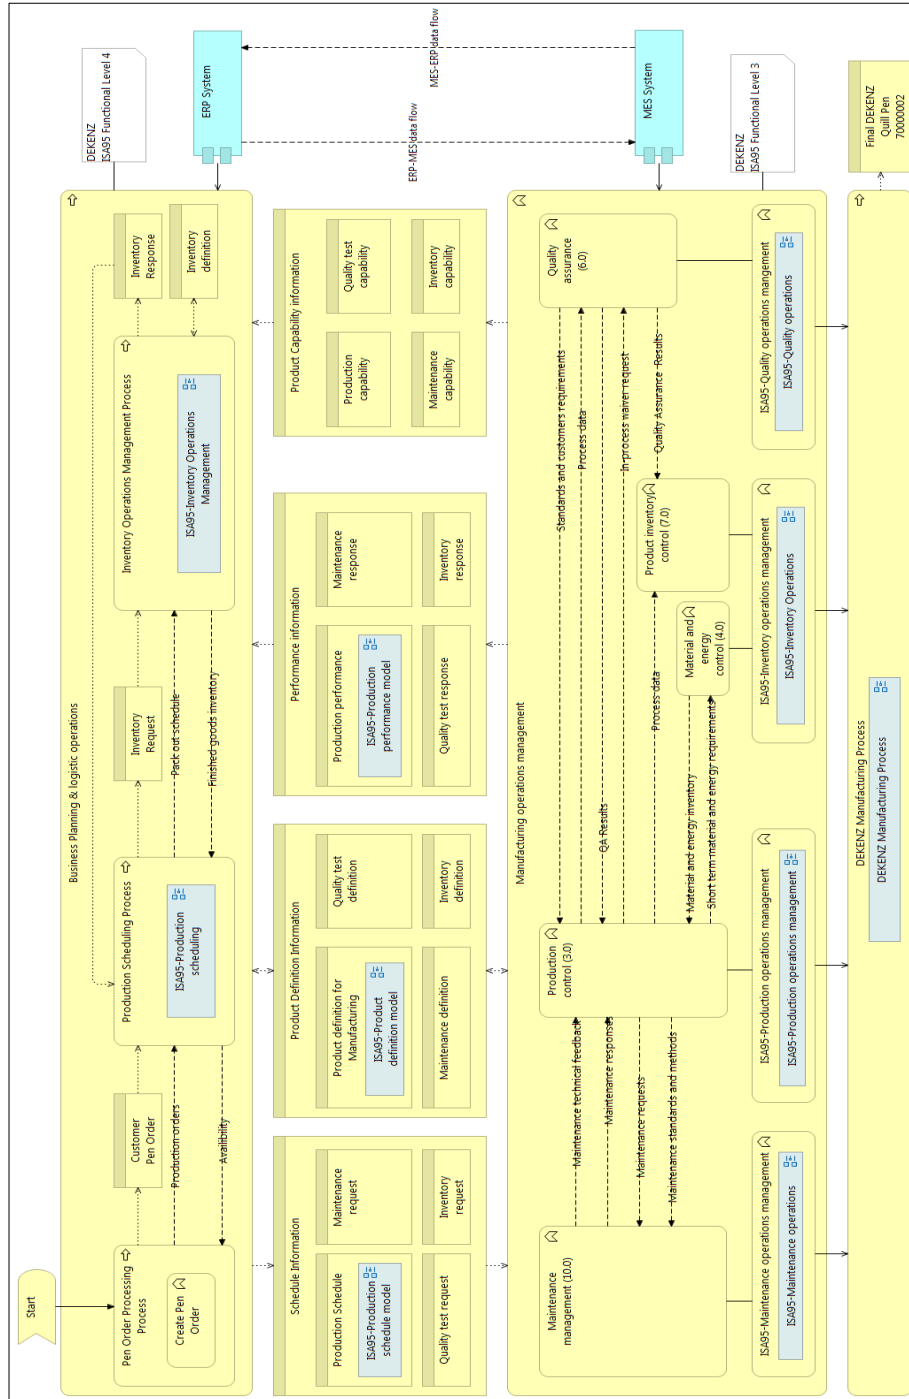 Start
Business Planning & logistic operations
DEKENZ
ISA95 Functional Level 4
Pen Order Processing
Process
Create Pen
Order
Customer
Pen Order
Production orders
Availibility
Production Scheduling Process
ISA95-Production
scheduling
Inventory
Request
Pack out schedule
Finished goods inventory
Inventory Operations Management Process
ISA95-Inventory Operations
Management
Inventory
Response
Inventory
definition
ERP System
MES-ERP data flow
ERP-MES data flow
MES System
Schedule Information
Production Schedule
ISA95-Production
schedule model
Maintenance
request
Quality test request
Inventory
request
Product Definition Information
Product definition for
Manufacturing
ISA95-Product
definition model
Quality test
definition
Maintenance definition
Inventory
definition
Performance information
Production performance
ISA95-Production
performance model
Maintenance
response
Quality test response
Inventory
response
Product Capability information
Production
capability
Quality test
capability
Maintenance
capability
Inventory
capability
Manufacturing operations management
DEKENZ
ISA95 Functional Level 3
Maintenance
management (10.0)
Maintenance technical feedback
Maintenance responses
Maintenance requests
Maintenance standards and methods
Production
control (3.0)
Standards and customers requirements
Process data
QA Results
In-process waiver request
Process data
Quality Assurance Results
Material and energy inventory
Short term material and energy requirements
Material and
energy
control (4.0)
Product inventory
control (7.0)
Quality
assurance
(6.0)
ISA95-Maintenance operations management
ISA95-Maintenance operations
ISA95-Production operations management
ISA95-Production operations management
ISA95-Inventory operations management
ISA95-Inventory Operations
ISA95-Quality operations mangement
ISA95-Quality operations
DEKENZ Manufacturing Process
DEKENZ Manufacturing Process
Final DEKENZ
Quill Pen
70000002